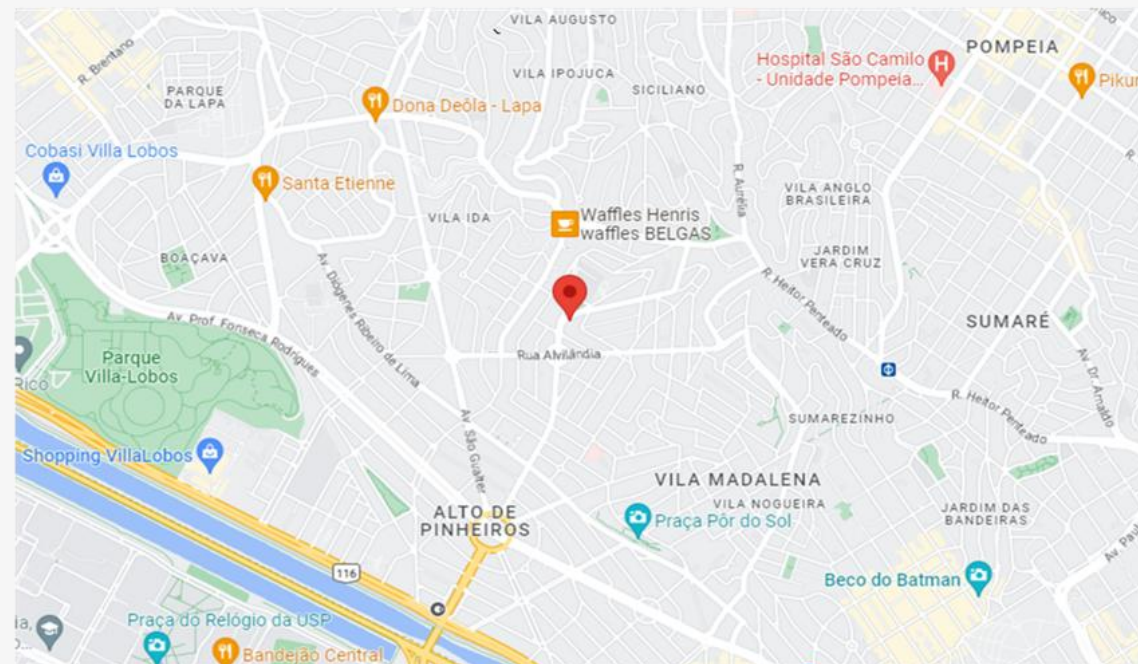 VILA AUGUSTO
R. Brentano
POMPEIA
Hospital São Camilo
- Unidade Pompeia...
VILA IPOJUCA
SICILIANO
PARQUE
DA LAPA
Dona Deôla - Lapa
Cobasi Villa Lobos
Santa Etienne
R. Aurélia
VILA ANGLO
BRASILEIRA
VILA IDA
Waffles Henris
waffles BELGAS
BOAÇAVA
JARDIM
VERA CRUZ
Av. Diógenes Ribeiro de Lima
R. Heitor Penteado
SUMARÉ
Av. Prof. Fonseca Rodrigues
Parque
Villa-Lobos
Rua Alvilândia
Av. Dr. Arnaldo
Rico
R. Heitor Penteado
SUMAREZINHO
Av. São Gualter
Shopping VillaLobos
VILA MADALENA
VILA NOGUEIRA
ALTO DE
PINHEIROS
Praça Pôr do Sol
JARDIM DAS
BANDEIRAS
116
Beco do Batman
Praça do Relógio da USP
Bandejão Central